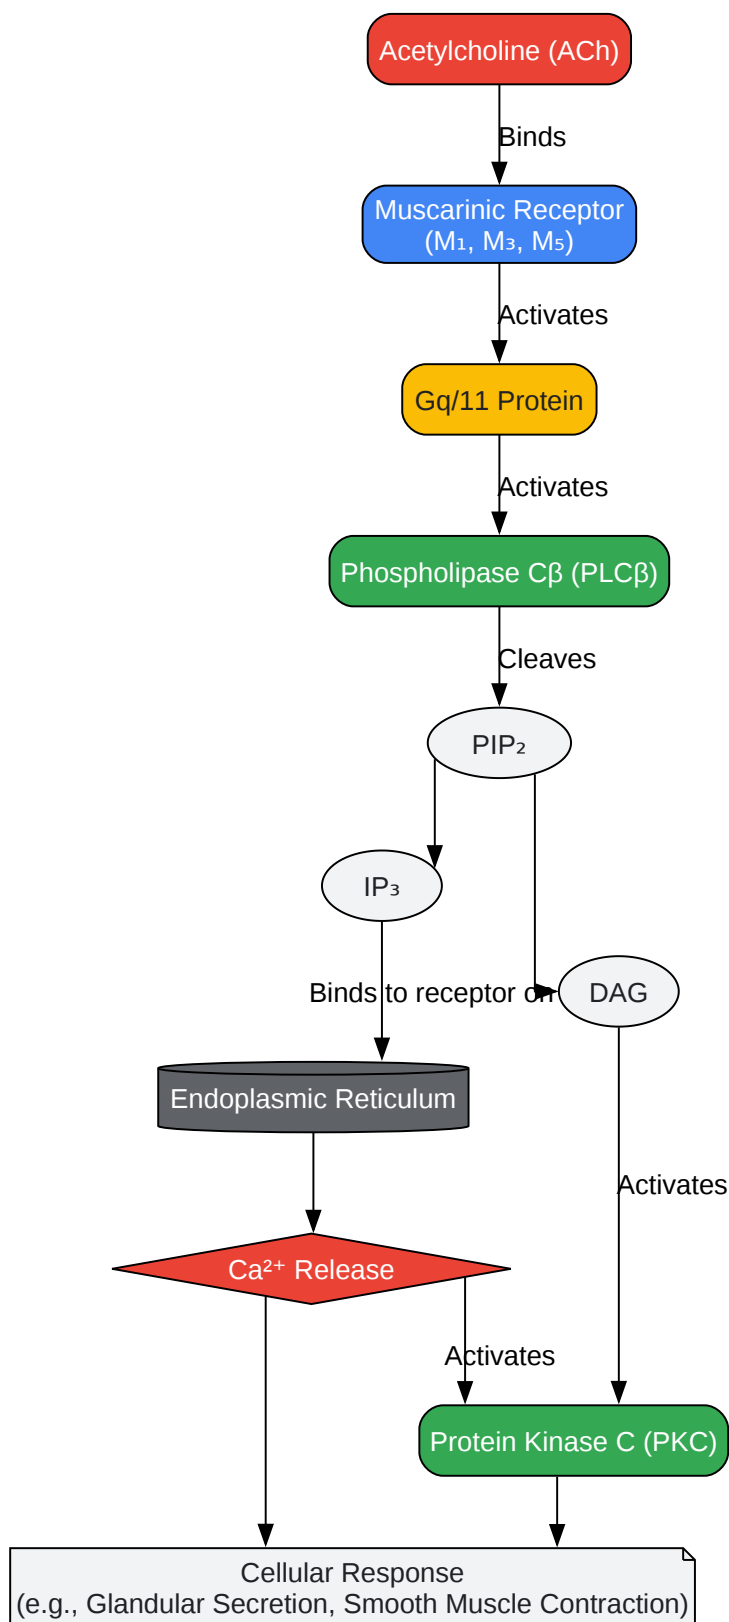 Acetylcholine (ACh)
Binds
Muscarinic Receptor
(M₁, M₃, M₅)
Activates
Gq/11 Protein
Activates
Phospholipase Cβ (PLCβ)
Cleaves
PIP₂
IP₃
Binds to receptor on
DAG
Endoplasmic Reticulum
Activates
Ca²⁺ Release
Activates
Protein Kinase C (PKC)
Cellular Response
(e.g., Glandular Secretion, Smooth Muscle Contraction)